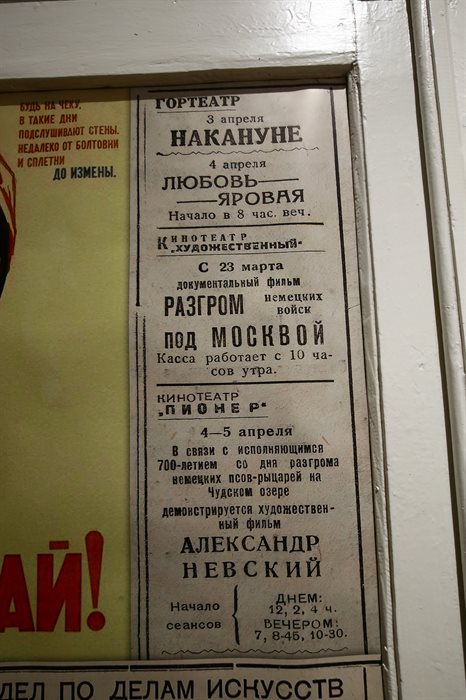 БУДЬ НА ЧЕКУ,
В ТАКИЕ ДНИ
ПОДСЛУШИВАЮТ СТЕНЫ.
НЕДАЛЕКО ОТ БОЛТОВНИ
И СПЛЕТНИ
ДО ИЗМЕНЫ.
АЙ!
ГОРТЕАТР
3 апреля
НАКАНУНЕ
4 апреля
ЛЮБОВЬ—
—ЯРОВАЯ
Начало в 8 час. веч.
КИНОТЕАТР
„ХУДОЖЕСТВЕННЫЙ"
С 23 марта
документальный фильм
РАЗГРОМ немецких
войск
под МОСКВОЙ
Касса работает с 10 ча-
сов утра.
КИНОТЕАТР
„ПИОНЕР"
4—5 апреля
В связи с исполняющимся
700-летием со дня разгрома
немецких псов-рыцарей на
Чудском озере
демонстрируется художествен-
ный фильм
АЛЕКСАНДР
НЕВСКИЙ
Начало
сеансов
ДНЕМ:
12, 2, 4 ч.
ВЕЧЕРОМ:
7, 8-45, 10-30.
ДЕЛ ПО ДЕЛАМ ИСКУССТВ